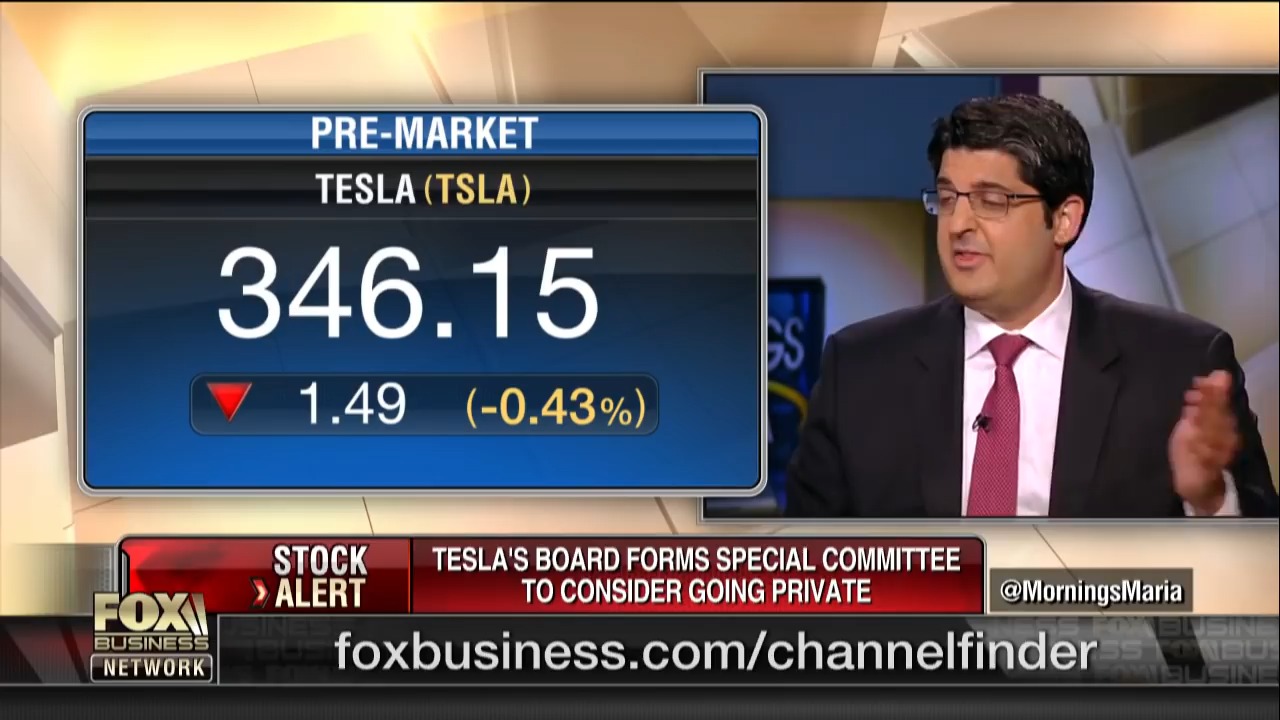 PRE-MARKET
TESLA (TSLA)
346.15
1.49 (-0.43%)
GS
STOCK
ALERT
TESLA'S BOARD FORMS SPECIAL COMMITTEE
TO CONSIDER GOING PRIVATE
@MorningsMaria
FOX
BUSINESS
NETWORK
foxbusiness.com/channelfinder